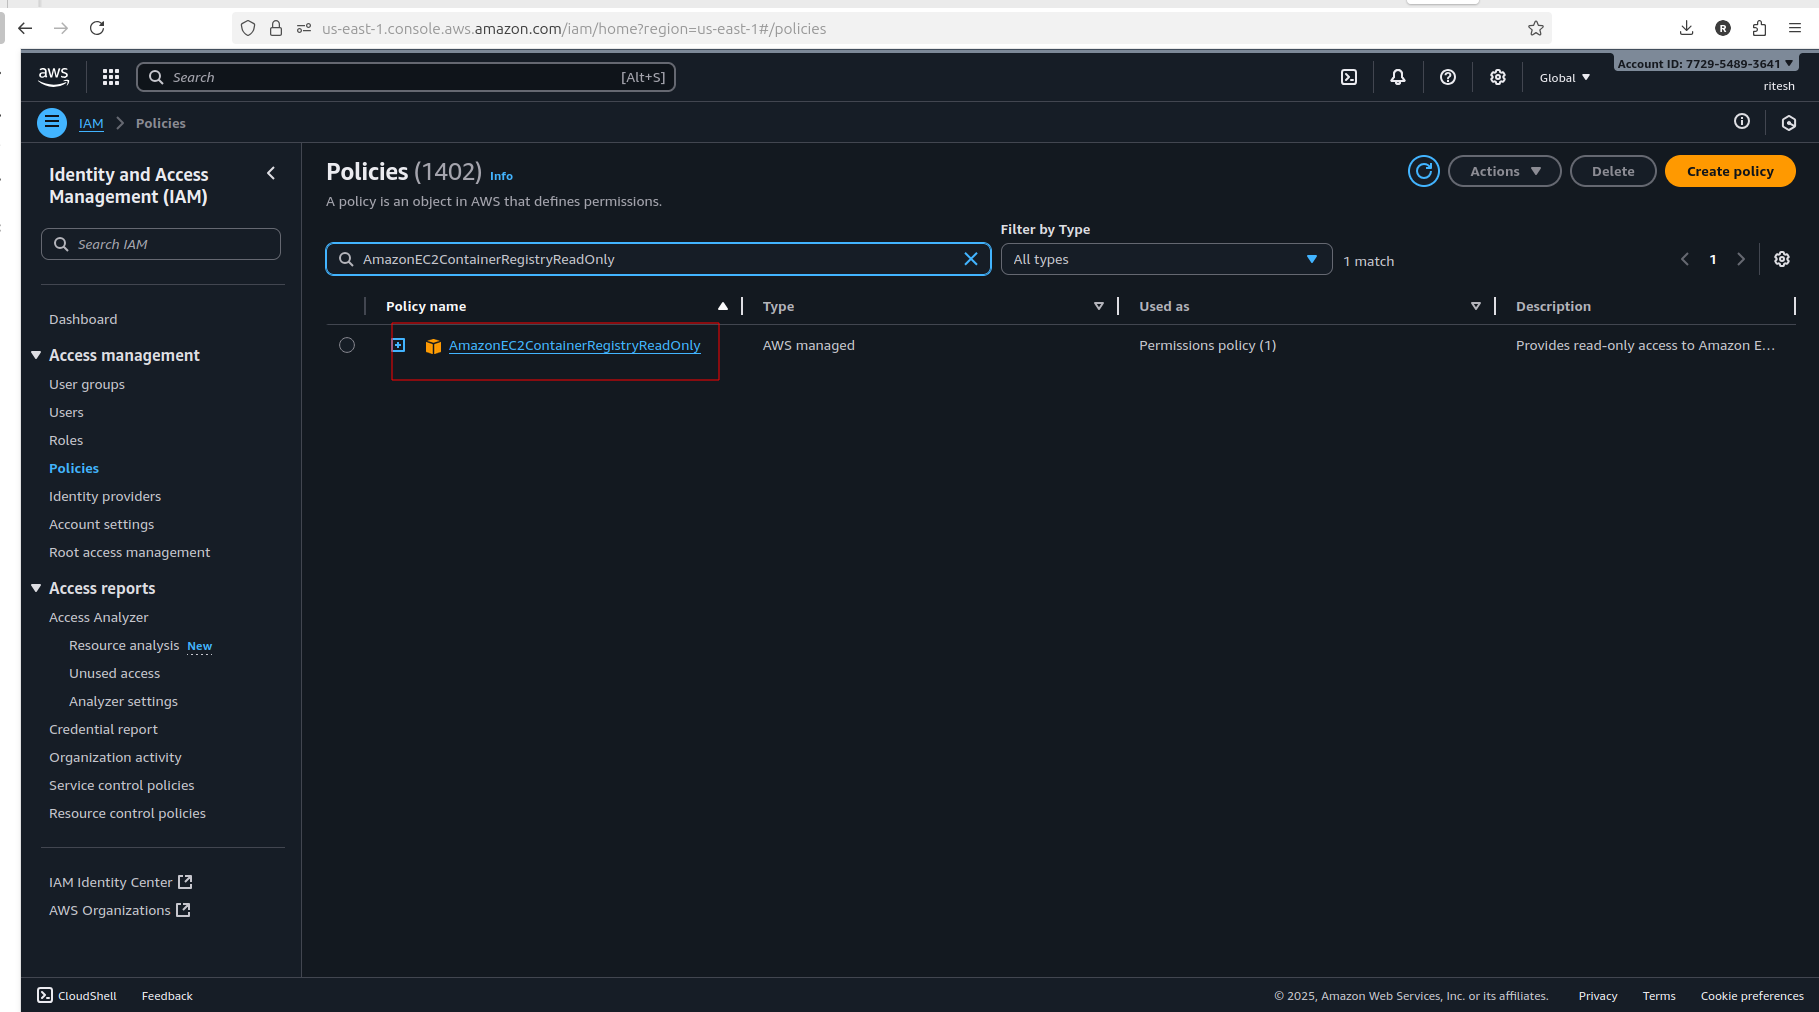 us-east-1.console.aws.amazon.com/iam/home?region=us-east-1#/policies
R
aws
Search [Alt+S]
Global
Account ID: 7729-5489-3641
ritesh
IAM > Policies
Identity and Access Management (IAM)
Search IAM
Dashboard
Access management
User groups
Users
Roles
Policies
Identity providers
Account settings
Root access management
Access reports
Access Analyzer
Resource analysis New
Unused access
Analyzer settings
Credential report
Organization activity
Service control policies
Resource control policies
IAM Identity Center
AWS Organizations
Policies (1402) Info
Actions
Delete
Create policy
A policy is an object in AWS that defines permissions.
Filter by Type
AmazonEC2ContainerRegistryReadOnly
All types
1 match
1
Policy name Type Used as Description
AmazonEC2ContainerRegistryReadOnly AWS managed Permissions policy (1) Provides read-only access to Amazon E...
CloudShell Feedback
© 2025, Amazon Web Services, Inc. or its affiliates. Privacy Terms Cookie preferences